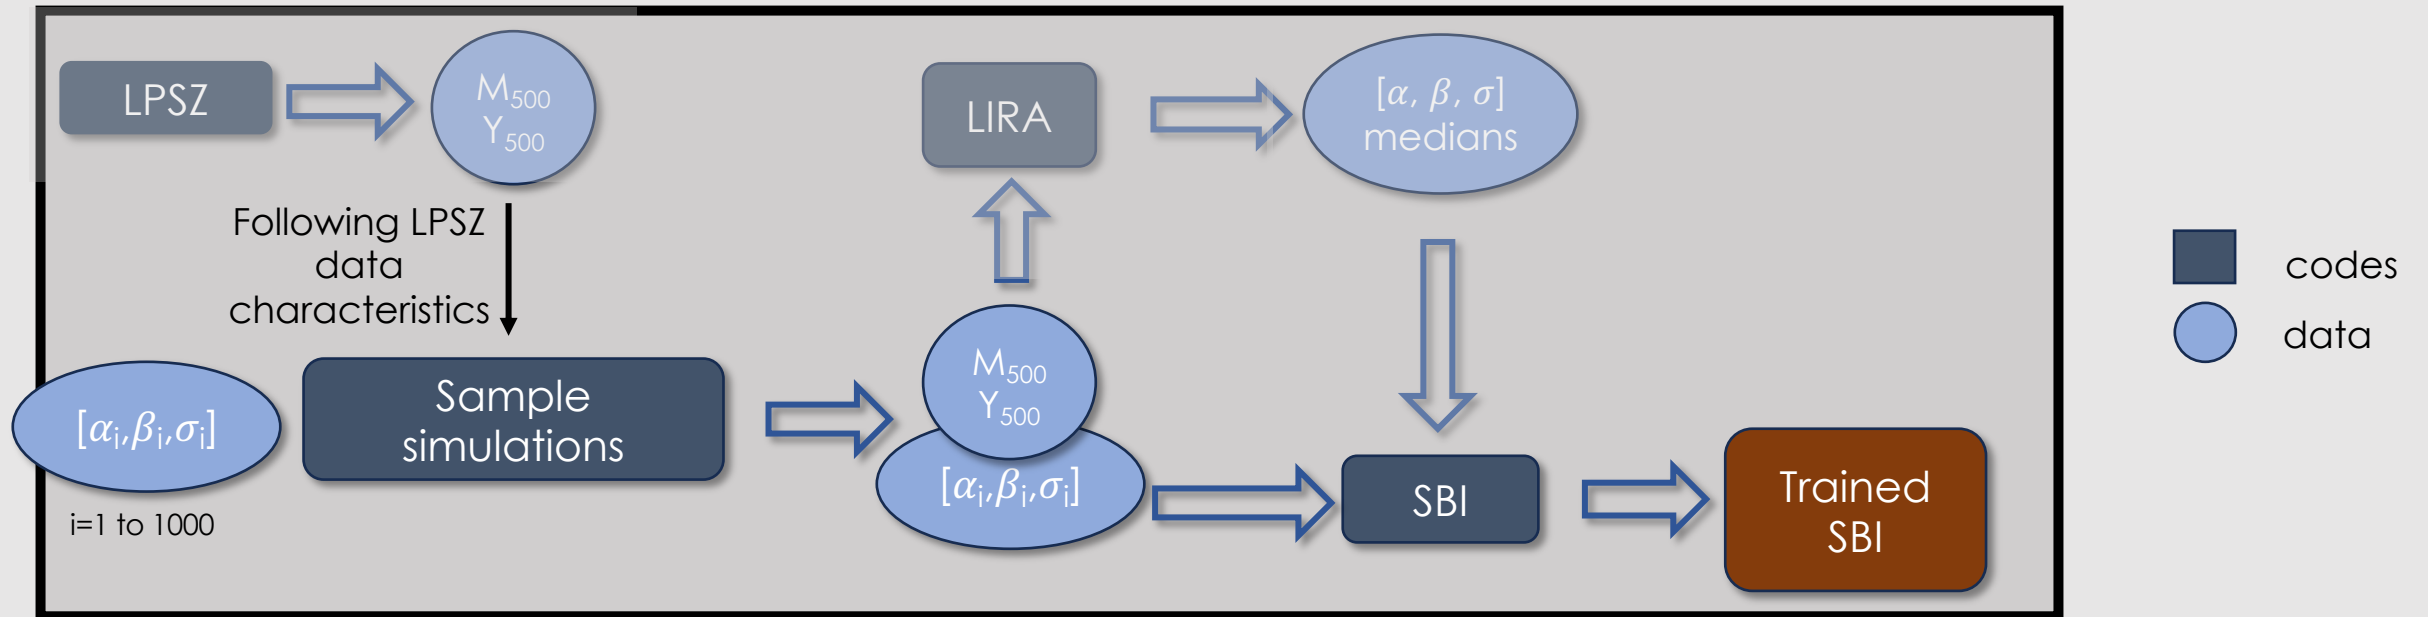 LPSZ
M500
Y500
Following LPSZ
data
characteristics
LIRA
[α, β, σ]
medians
[αi,βi,σi]
i=1 to 1000
Sample
simulations
M500
Y500
[αi,βi,σi]
SBI
Trained
SBI
codes
data